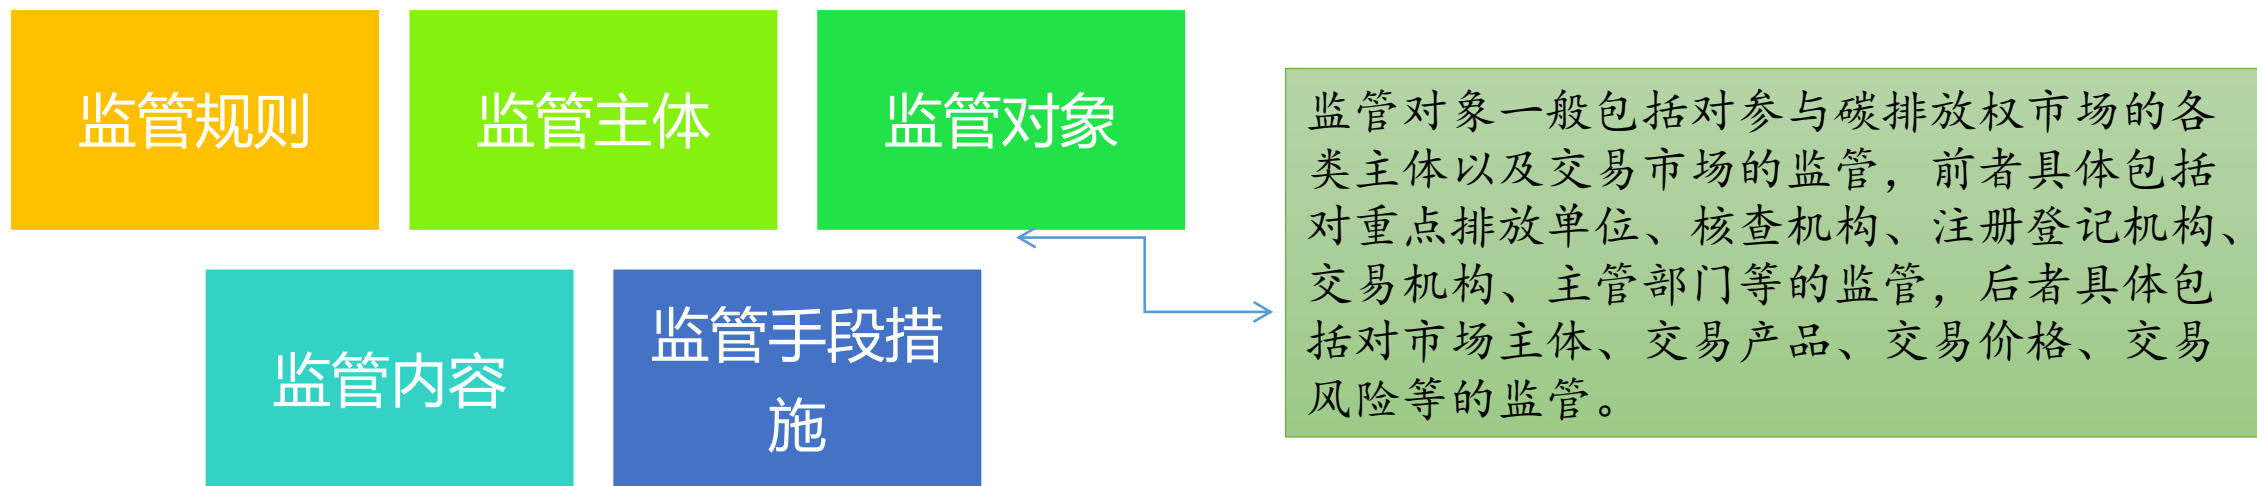 监管规则
监管主体
监管对象
监管内容
监管手段措
施
监管对象一般包括对参与碳排放权市场的各
类主体以及交易市场的监管，前者具体包括
对重点排放单位、核查机构、注册登记机构、
交易机构、主管部门等的监管，后者具体包
括对市场主体、交易产品、交易价格、交易
风险等的监管。